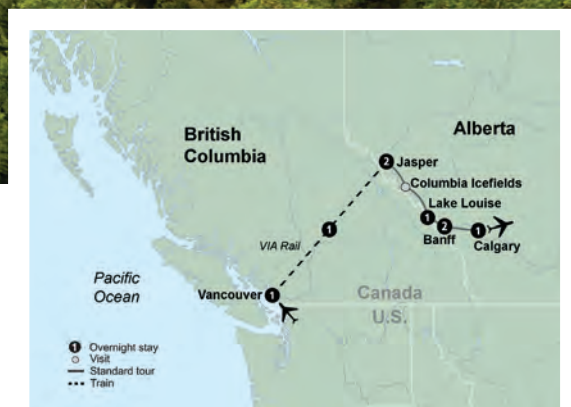 British
Columbia
Alberta
2 Jasper
Columbia Icefields
Lake Louise
1
2
Banff
1
Calgary
1
VIA Rail
Pacific
Ocean
Vancouver 1
Canada
U.S.
1 Overnight stay
Visit
Standard tour
Train